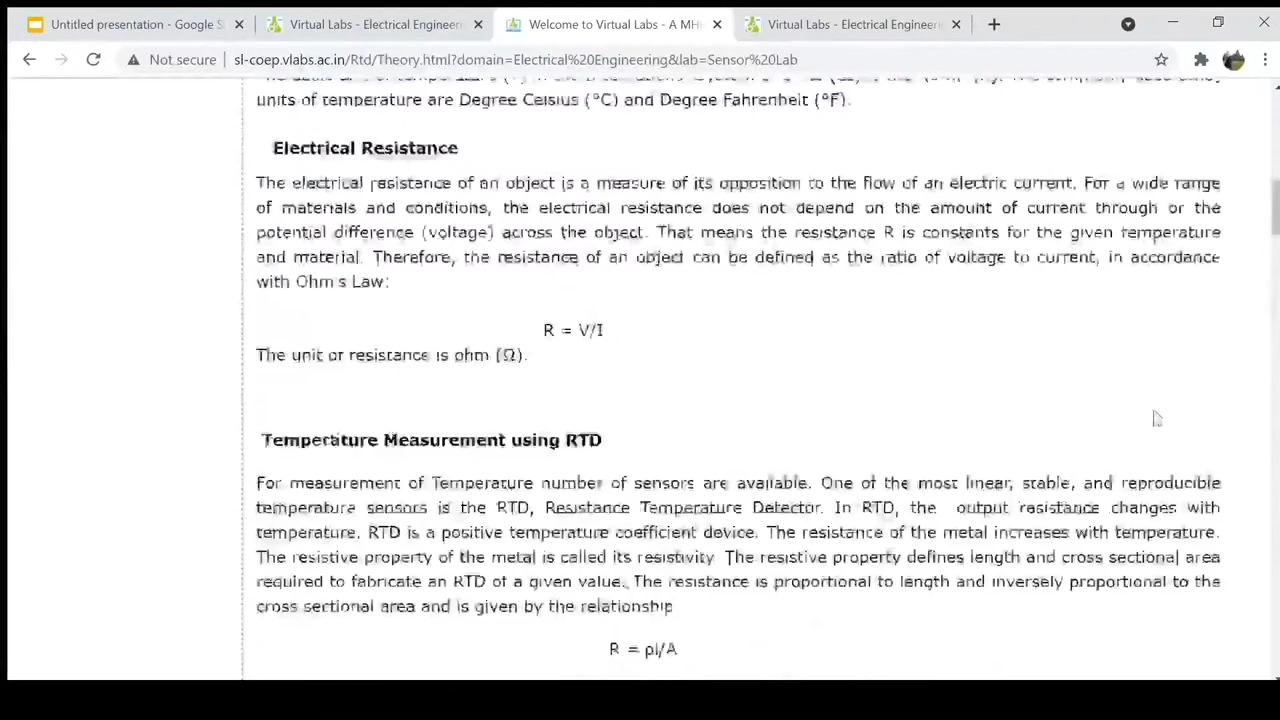 Untitled presentation - Google S
Virtual Labs - Electrical Engineer
Welcome to Virtual Labs - A MH
Virtual Labs - Electrical Engineer
Not secure
sl-coep.vlabs.ac.in/Rtd/Theory.html?domain=Electrical%20Engineering&lab=Sensor%20Lab
units of temperature are Degree Celsius (°C) and Degree Fahrenheit (°F).
Electrical Resistance
The electrical resistance of an object is a measure of its opposition to the flow of an electric current. For a wide range
of materials and conditions, the electrical resistance does not depend on the amount of current through or the
potential difference (voltage) across the object. That means the resistance R is constants for the given temperature
and material. Therefore, the resistance of an object can be defined as the ratio of voltage to current, in accordance
with Ohm's Law:
R = V/I
The unit of resistance is ohm (Ω).
Temperature Measurement using RTD
For measurement of Temperature number of sensors are available. One of the most linear, stable, and reproducible
temperature sensors is the RTD, Resistance Temperature Detector. In RTD, the output resistance changes with
temperature. RTD is a positive temperature coefficient device. The resistance of the metal increases with temperature.
The resistive property of the metal is called its resistivity. The resistive property defines length and cross sectional area
required to fabricate an RTD of a given value. The resistance is proportional to length and inversely proportional to the
cross sectional area and is given by the relationship
R = ρl/A